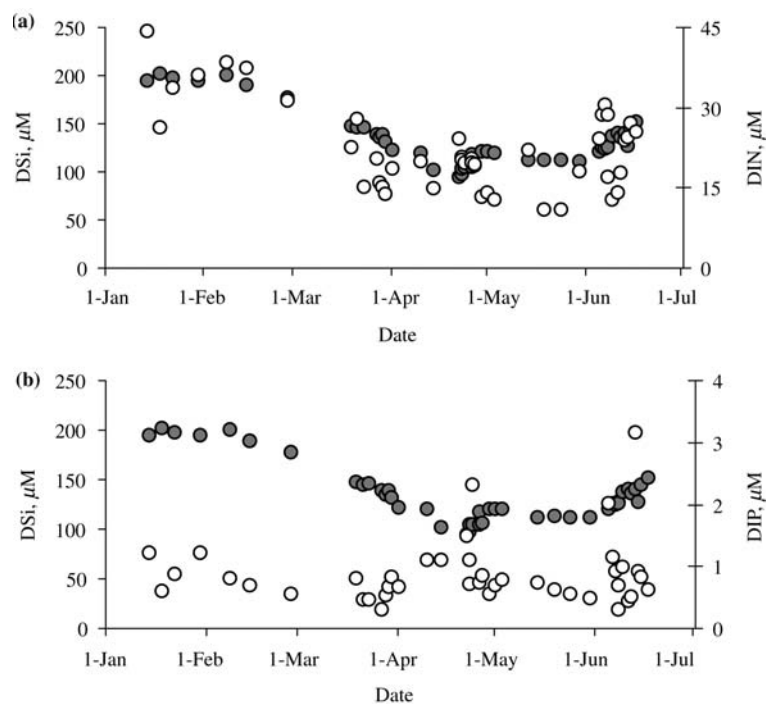 (a)
250
200
150
100
50
0
DSi, μM
45
30
15
0
DIN, μM
1-Jan 1-Feb 1-Mar 1-Apr 1-May 1-Jun 1-Jul
Date
(b)
250
200
150
100
50
0
DSi, μM
4
3
2
1
0
DIP, μM
1-Jan 1-Feb 1-Mar 1-Apr 1-May 1-Jun 1-Jul
Date